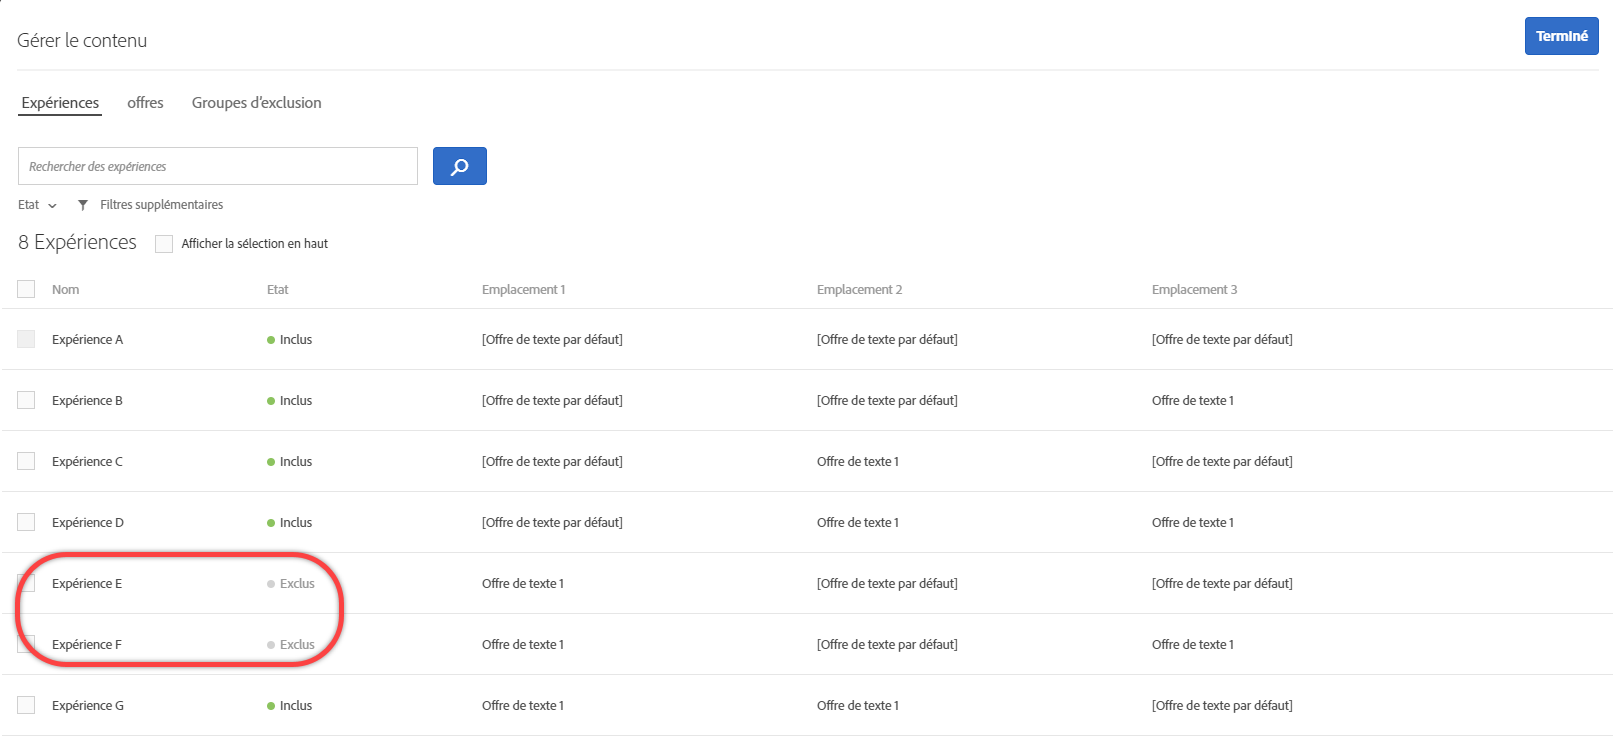 Gérer le contenu
Terminé
Expériences offres Groupes d'exclusion
Rechercher des expériences
Etat Filtres supplémentaires
8 Expériences Afficher la sélection en haut
Nom Etat Emplacement 1 Emplacement 2 Emplacement 3
Expérience A Inclus [Offre de texte par défaut] [Offre de texte par défaut] [Offre de texte par défaut]
Expérience B Inclus [Offre de texte par défaut] [Offre de texte par défaut] Offre de texte 1
Expérience C Inclus [Offre de texte par défaut] Offre de texte 1 [Offre de texte par défaut]
Expérience D Inclus [Offre de texte par défaut] Offre de texte 1 Offre de texte 1
Expérience E Exclus Offre de texte 1 [Offre de texte par défaut] [Offre de texte par défaut]
Expérience F Exclus Offre de texte 1 [Offre de texte par défaut] Offre de texte 1
Expérience G Inclus Offre de texte 1 Offre de texte 1 [Offre de texte par défaut]